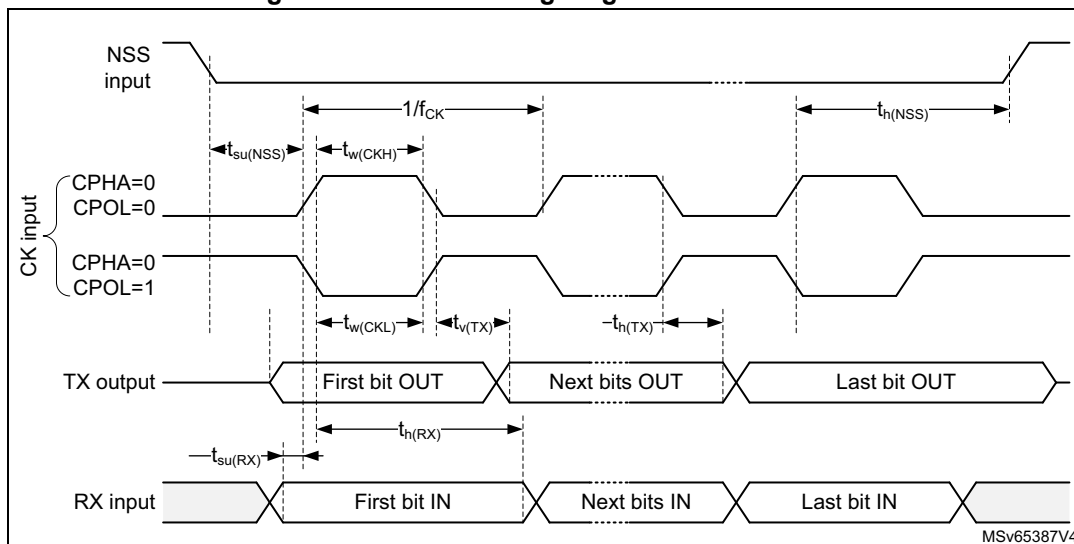 NSS
input
1/fCK
th(NSS)
tsu(NSS)
tw(CKH)
CK input
CPHA=0
CPOL=0
CPHA=0
CPOL=1
tw(CKL)
tv(TX)
th(TX)
TX output
First bit OUT
Next bits OUT
Last bit OUT
th(RX)
tsu(RX)
RX input
First bit IN
Next bits IN
Last bit IN
MSv65387V4